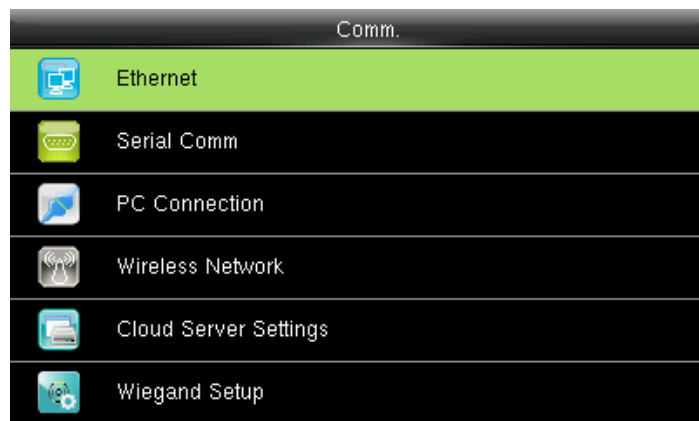 Comm.
Ethernet
Serial Comm
PC Connection
Wireless Network
Cloud Server Settings
Wiegand Setup